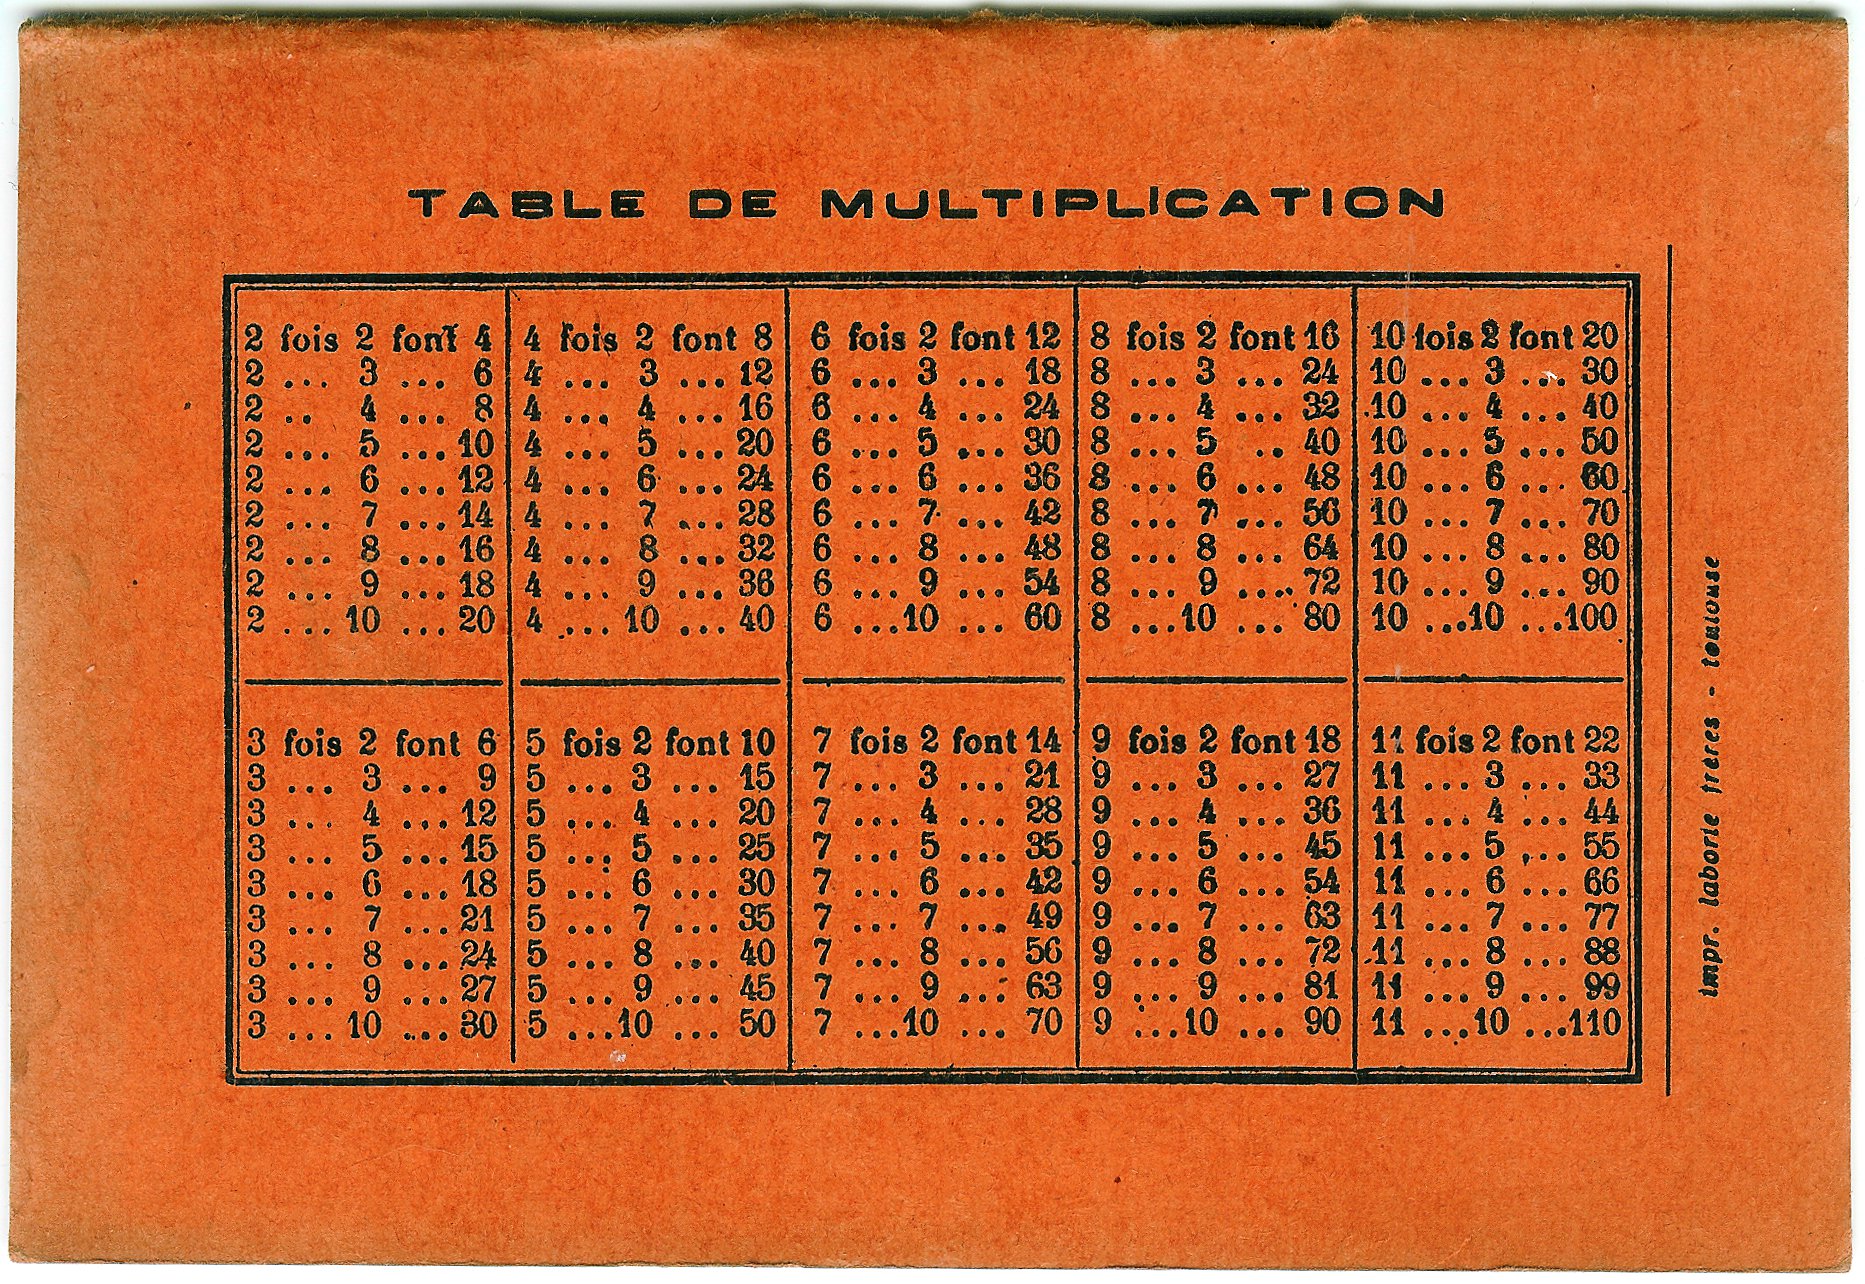 TABLE DE MULTIPLICATION
2 fois 2 font 4
2 ... 3 ... 6
2 .. 4 ... 8
2 ... 5 ... 10
2 ... 6 ... 12
2 ... 7 ... 14
2 ... 8 ... 16
2 ... 9 ... 18
2 ... 10 ... 20
3 fois 2 font 6
3 ... 3 ... 9
3 ... 4 ... 12
3 ... 5 ... 15
3 ... 6 ... 18
3 ... 7 ... 21
3 ... 8 ... 24
3 ... 9 ... 27
3 ... 10 ... 30
4 fois 2 font 8
4 ... 3 ... 12
4 ... 4 ... 16
4 ... 5 ... 20
4 ... 6 ... 24
4 ... 7 ... 28
4 ... 8 ... 32
4 ... 9 ... 36
4 ... 10 ... 40
5 fois 2 font 10
5 ... 3 ... 15
5 ... 4 ... 20
5 ... 5 ... 25
5 ... 6 ... 30
5 ... 7 ... 35
5 ... 8 ... 40
5 ... 9 ... 45
5 ... 10 ... 50
6 fois 2 font 12
6 ... 3 ... 18
6 ... 4 ... 24
6 ... 5 ... 30
6 ... 6 ... 36
6 ... 7 ... 42
6 ... 8 ... 48
6 ... 9 ... 54
6 ... 10 ... 60
7 fois 2 font 14
7 ... 3 ... 21
7 ... 4 ... 28
7 ... 5 ... 35
7 ... 6 ... 42
7 ... 7 ... 49
7 ... 8 ... 56
7 ... 9 ... 63
7 ... 10 ... 70
8 fois 2 font 16
8 ... 3 ... 24
8 ... 4 ... 32
8 ... 5 .. 40
8 ... 6 ... 48
8 ... 7 ... 56
8 ... 8 ... 64
8 ... 9 ... 72
8 ... 10 ... 80
9 fois 2 font 18
9 ... 3 ... 27
9 ... 4 ... 36
9 ... 5 ... 45
9 ... 6 ... 54
9 ... 7 ... 63
9 ... 8 ... 72
9 ... 9 ... 81
9 ... 10 ... 90
10 fois 2 font 20
10 ... 3 ... 30
10 ... 4 ... 40
10 ... 5 ... 50
10 ... 6 ... 60
10 ... 7 ... 70
10 ... 8 ... 80
10 ... 9 ... 90
10 ... 10 ... 100
11 fois 2 font 22
11 ... 3 ... 33
11 ... 4 ... 44
11 ... 5 ... 55
11 ... 6 ... 66
11 ... 7 ... 77
11 ... 8 ... 88
11 ... 9 ... 99
11 ... 10 ... 110
impr. laborie frères - toulouse